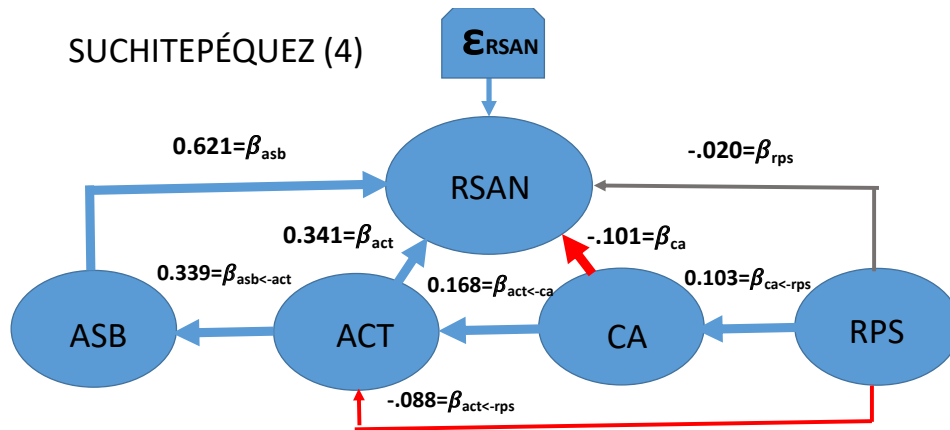 SUCHITEPÉQUEZ (4)
εRSAN
0.621=βasb
-.020=βrps
RSAN
0.341=βact
-.101=βca
0.339=βasb<-act
0.168=βact<-ca
0.103=βca<-rps
ASB
ACT
CA
RPS
-.088=βact<-rps